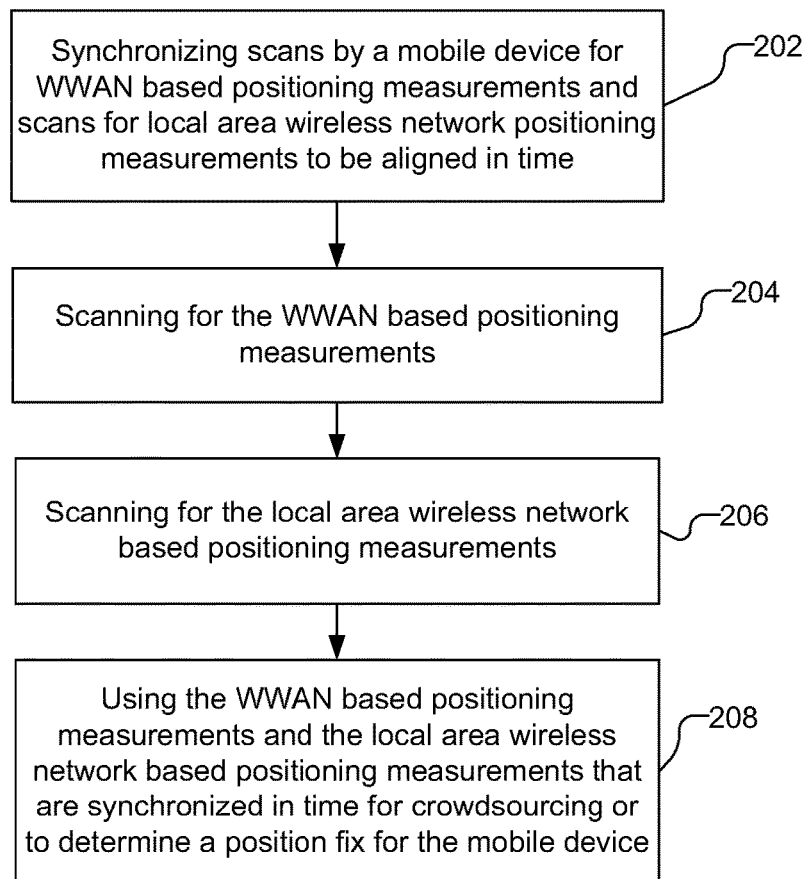 Synchronizing scans by a mobile device for
WWAN based positioning measurements and
scans for local area wireless network positioning
measurements to be aligned in time
202
Scanning for the WWAN based positioning
measurements
204
Scanning for the local area wireless network
based positioning measurements
206
Using the WWAN based positioning
measurements and the local area wireless
network based positioning measurements that
are synchronized in time for crowdsourcing or
to determine a position fix for the mobile device
208